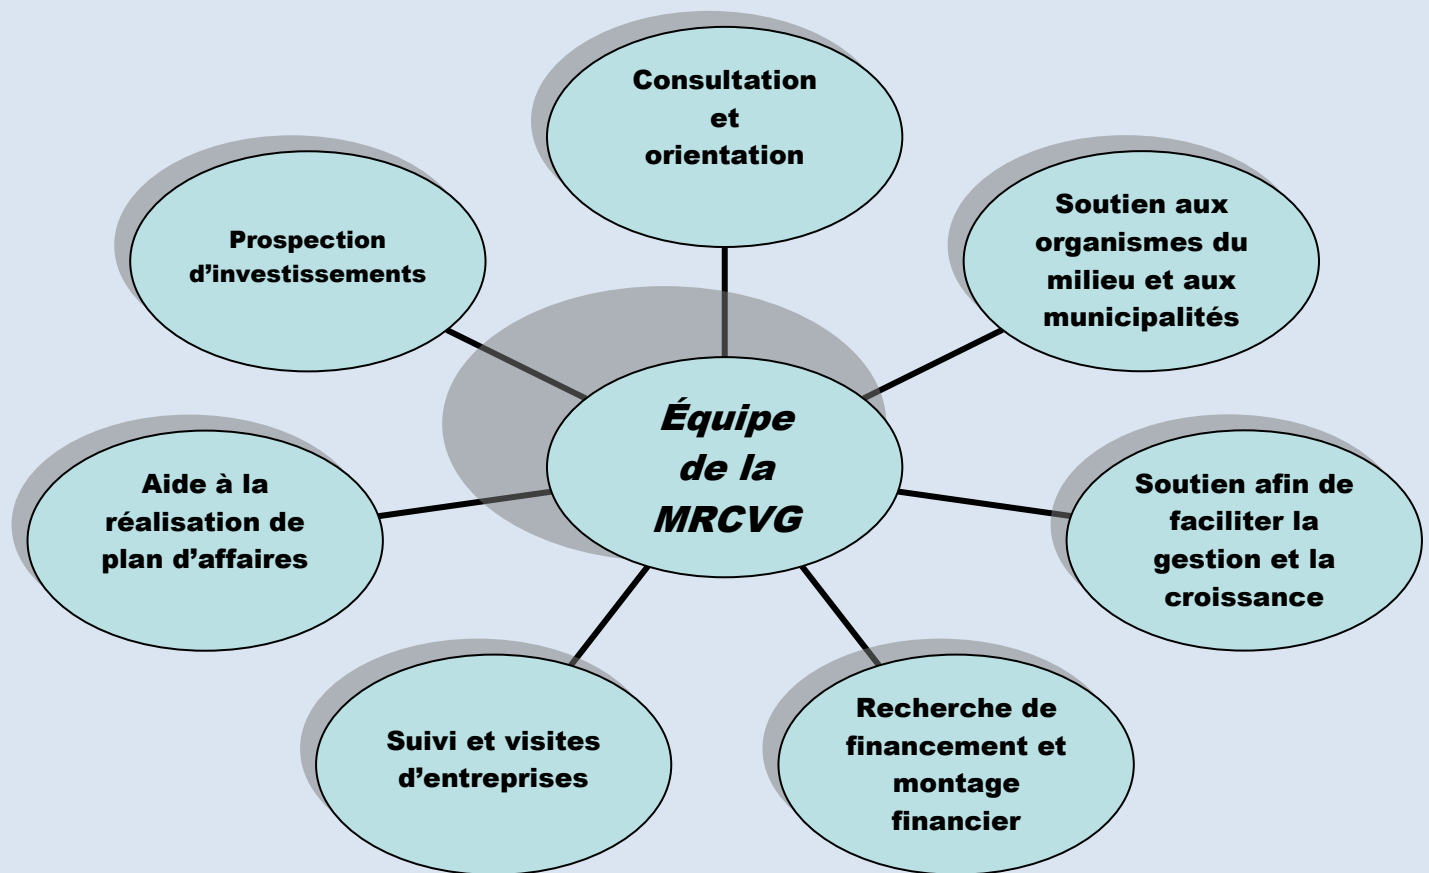 Consultation
et
orientation
Soutien aux
organismes du
milieu et aux
municipalités
Soutien afin de
faciliter la
gestion et la
croissance
Recherche de
financement et
montage
financier
Suivi et visites
d’entreprises
Aide à la
réalisation de
plan d’affaires
Prospection
d’investissements
Équipe
de la
MRCVG